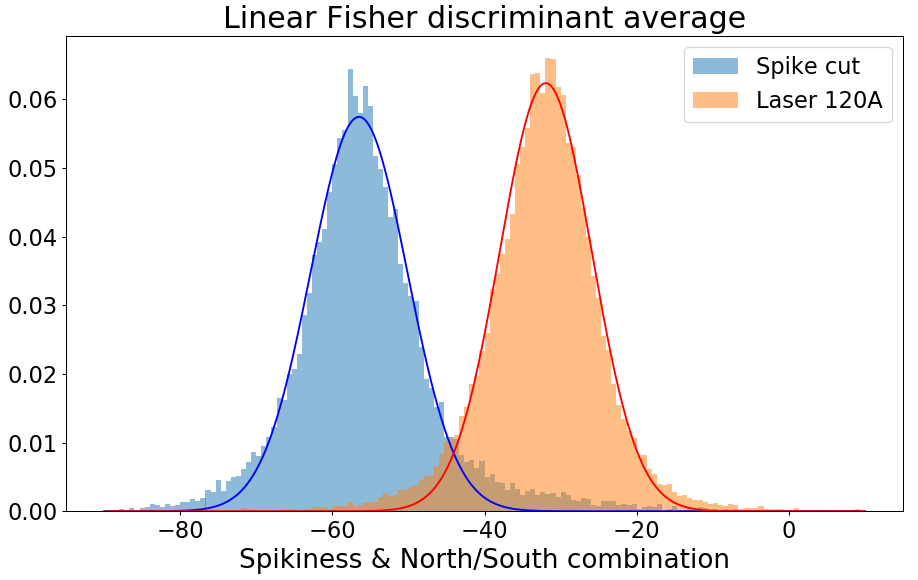 Linear Fisher discriminant average
Spike cut
Laser 120A
0.06
0.05
0.04
0.03
0.02
0.01
0.00
−80 −60 −40 −20 0
Spikiness & North/South combination